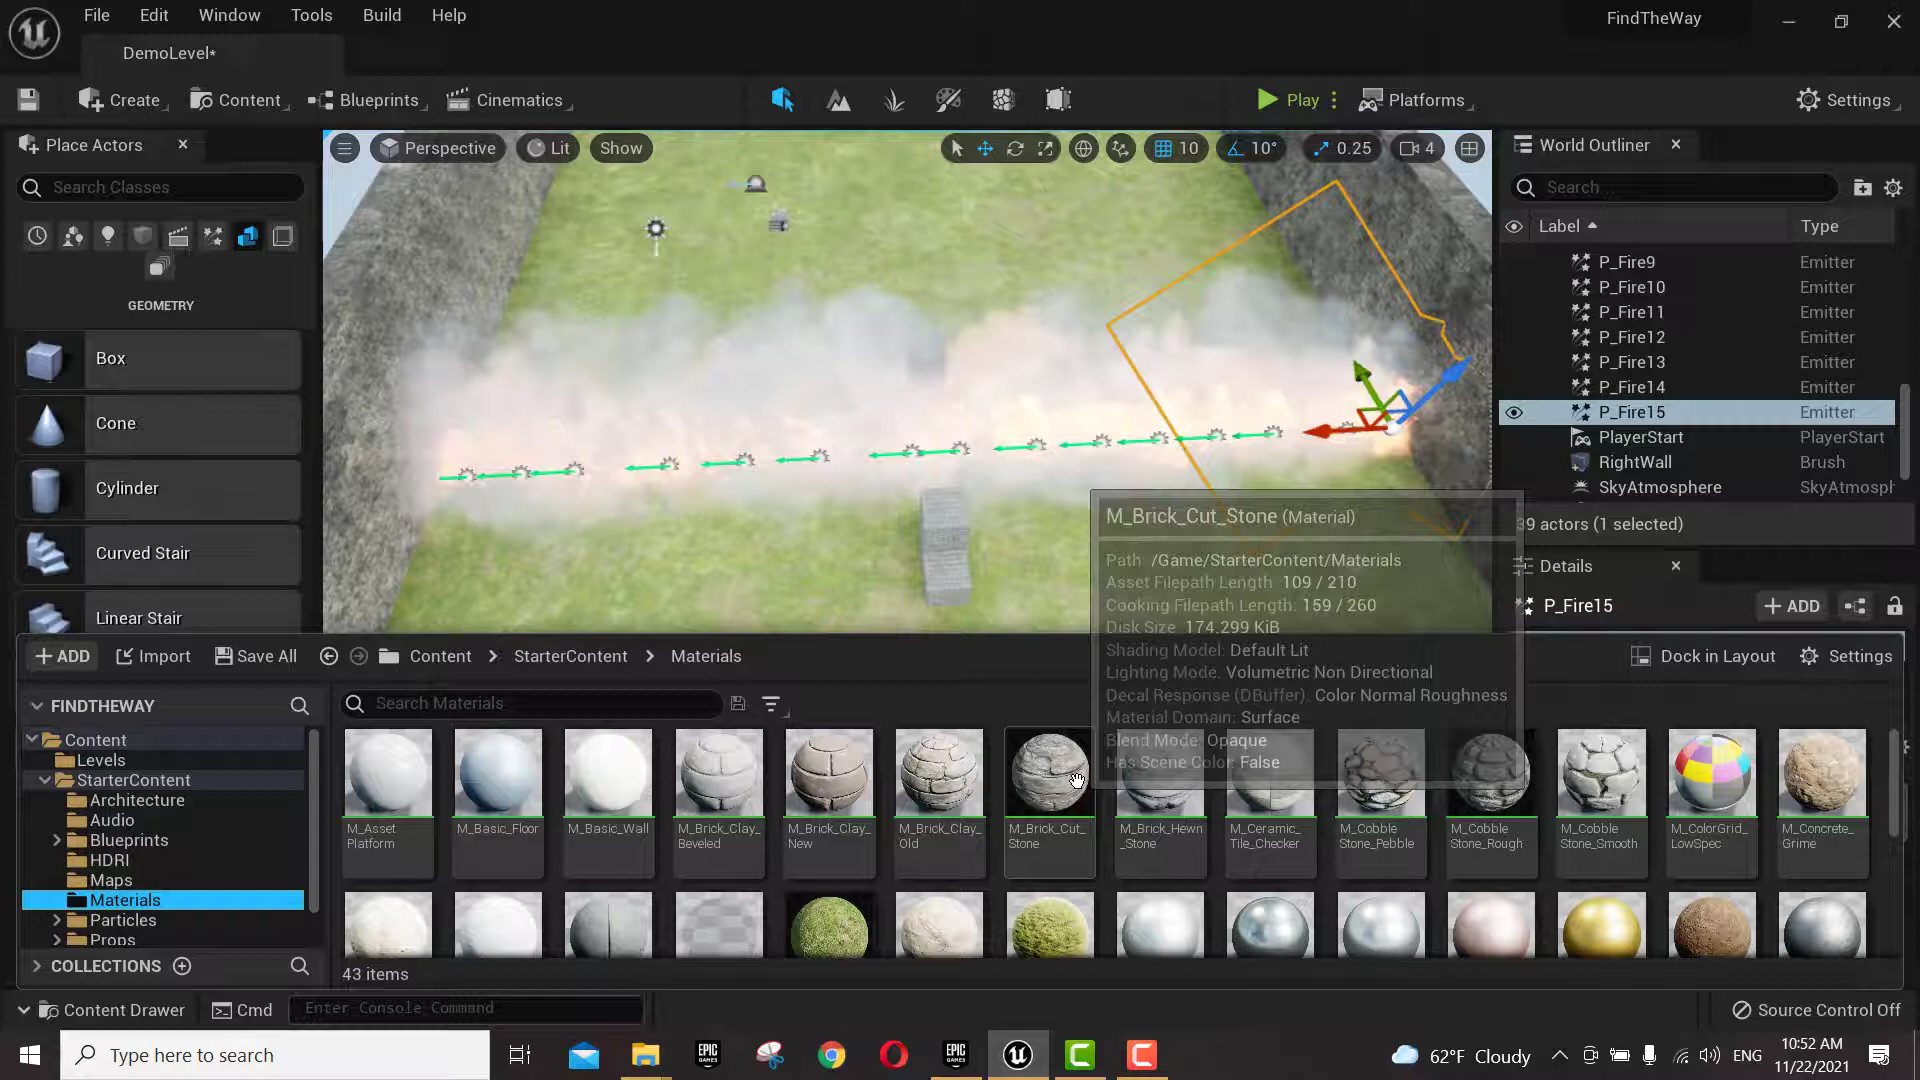 File Edit Window Tools Build Help
FindTheWay
DemoLevel*
Create
Content
Blueprints
Cinematics
Play
Platforms
Settings
Place Actors
Search Classes
GEOMETRY
Box
Cone
Cylinder
Curved Stair
Linear Stair
Perspective
Lit
Show
10
10°
0.25
4
World Outliner
Search...
Label
Type
P_Fire9 Emitter
P_Fire10 Emitter
P_Fire11 Emitter
P_Fire12 Emitter
P_Fire13 Emitter
P_Fire14 Emitter
P_Fire15 Emitter
PlayerStart PlayerStart
RightWall Brush
SkyAtmosphere SkyAtmospl
39 actors (1 selected)
Details
P_Fire15
+ ADD
M_Brick_Cut_Stone (Material)
Path: /Game/StarterContent/Materials
Asset Filepath Length: 109 / 210
Cooking Filepath Length: 159 / 260
Disk Size: 174.299 KiB
Shading Model: Default Lit
Lighting Mode: Volumetric Non Directional
Decal Response (DBuffer): Color Normal Roughness
Material Domain: Surface
Blend Mode: Opaque
Has Scene Color: False
+ ADD
Import
Save All
Content > StarterContent > Materials
Dock in Layout
Settings
FINDTHEWAY
Content
Levels
StarterContent
Architecture
Audio
Blueprints
HDRI
Maps
Materials
Particles
Props
COLLECTIONS
Search Materials
M_Asset
Platform
M_Basic_Floor
M_Basic_Wall
M_Brick_Clay_
Beveled
M_Brick_Clay_
New
M_Brick_Clay_
Old
M_Brick_Cut_
Stone
M_Brick_Hewn
_Stone
M_Ceramic_
Tile_Checker
M_Cobble
Stone_Pebble
M_Cobble
Stone_Rough
M_Cobble
Stone_Smooth
M_ColorGrid_
LowSpec
M_Concrete_
Grime
43 items
Content Drawer
Cmd
Enter Console Command
Source Control Off
Type here to search
EPIC
GAMES
EPIC
GAMES
62°F Cloudy
ENG
10:52 AM
11/22/2021